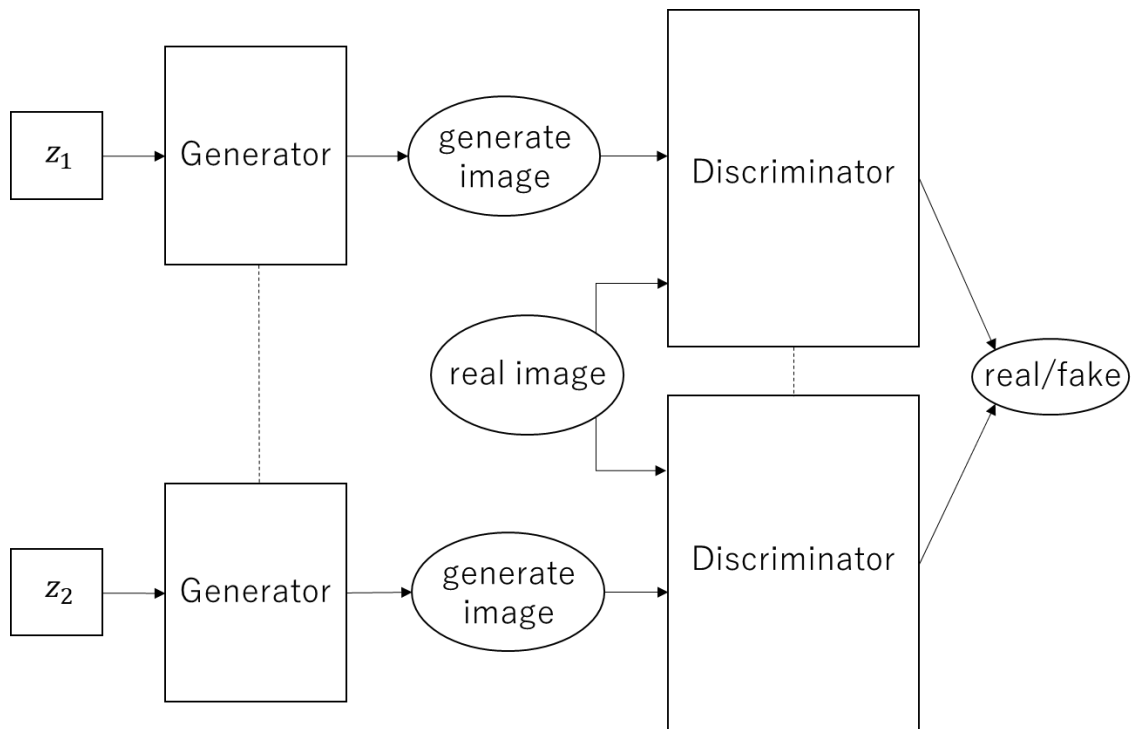 z₁
Generator
generate
image
Discriminator
real image
real/fake
z₂
Generator
generate
image
Discriminator